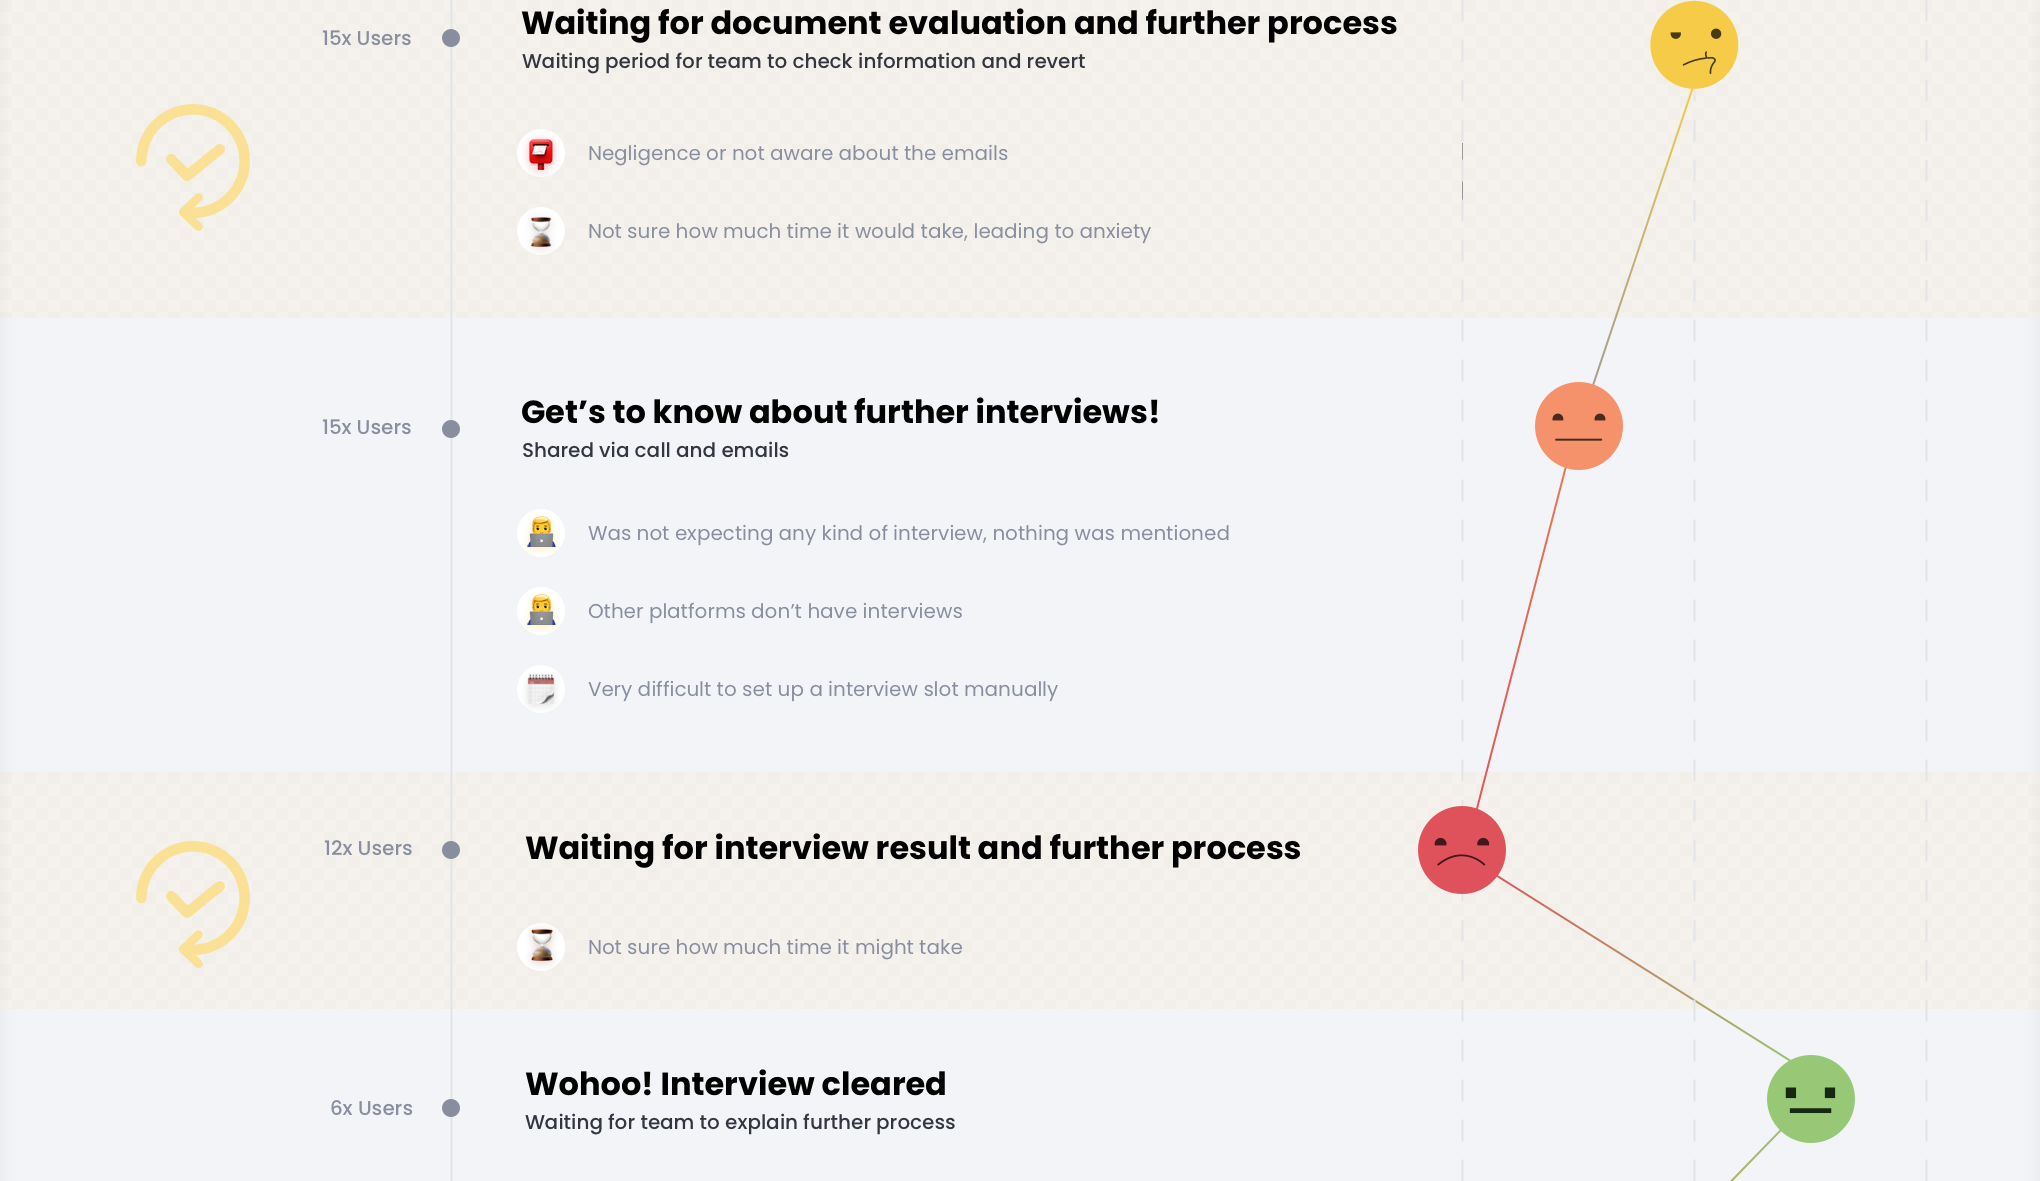 15x Users
Waiting for document evaluation and further process
Waiting period for team to check information and revert
Negligence or not aware about the emails
Not sure how much time it would take, leading to anxiety
15x Users
Get’s to know about further interviews!
Shared via call and emails
Was not expecting any kind of interview, nothing was mentioned
Other platforms don’t have interviews
Very difficult to set up a interview slot manually
12x Users
Waiting for interview result and further process
Not sure how much time it might take
6x Users
Wohoo! Interview cleared
Waiting for team to explain further process